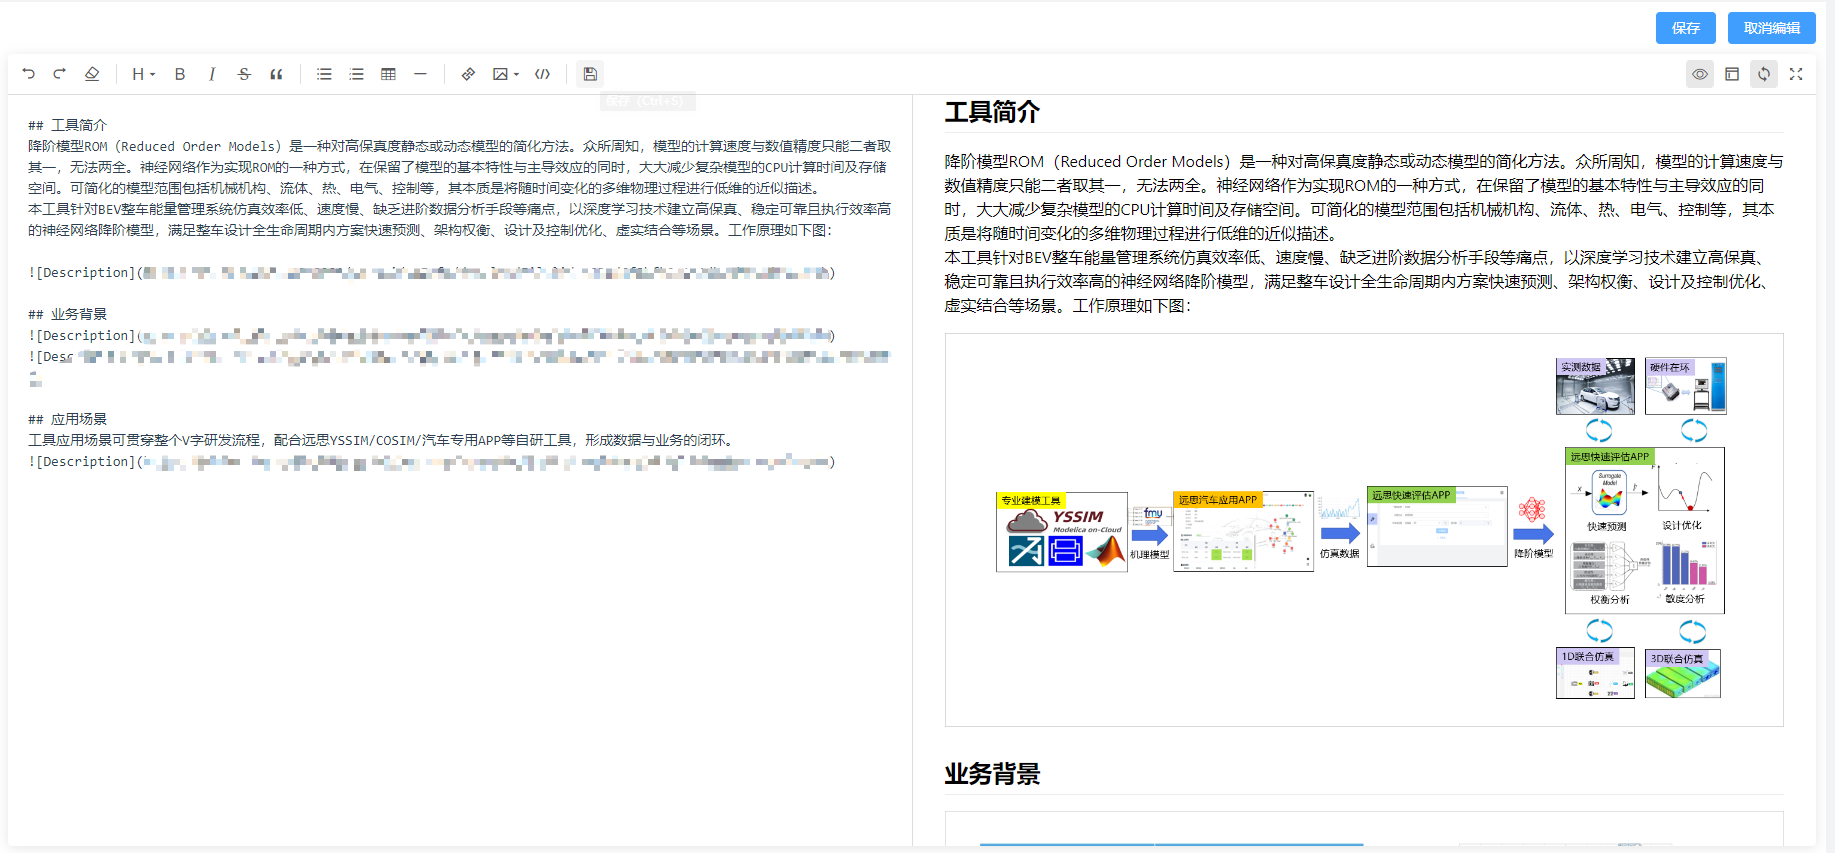 保存
取消编辑
H
B
I
S
保存 (Ctrl+S)
## 工具简介
降阶模型ROM（Reduced Order Models）是一种对高保真度静态或动态模型的简化方法。众所周知，模型的计算速度与数值精度只能二者取
其一，无法两全。神经网络作为实现ROM的一种方式，在保留了模型的基本特性与主导效应的同时，大大减少复杂模型的CPU计算时间及存储
空间。可简化的模型范围包括机械机构、流体、热、电气、控制等，其本质是将随时间变化的多维物理过程进行低维的近似描述。
本工具针对BEV整车能量管理系统仿真效率低、速度慢、缺乏进阶数据分析手段等痛点，以深度学习技术建立高保真、稳定可靠且执行效率高
的神经网络降阶模型，满足整车设计全生命周期内方案快速预测、架构权衡、设计及控制优化、虚实结合等场景。工作原理如下图：
![Description](
)
## 业务背景
![Description](
)
![Desc
## 应用场景
工具应用场景可贯穿整个V字研发流程，配合远思YSSIM/COSIM/汽车专用APP等自研工具，形成数据与业务的闭环。
![Description](
)
工具简介
降阶模型ROM（Reduced Order Models）是一种对高保真度静态或动态模型的简化方法。众所周知，模型的计算速度与
数值精度只能二者取其一，无法两全。神经网络作为实现ROM的一种方式，在保留了模型的基本特性与主导效应的同
时，大大减少复杂模型的CPU计算时间及存储空间。可简化的模型范围包括机械机构、流体、热、电气、控制等，其本
质是将随时间变化的多维物理过程进行低维的近似描述。
本工具针对BEV整车能量管理系统仿真效率低、速度慢、缺乏进阶数据分析手段等痛点，以深度学习技术建立高保真、
稳定可靠且执行效率高的神经网络降阶模型，满足整车设计全生命周期内方案快速预测、架构权衡、设计及控制优化、
虚实结合等场景。工作原理如下图：
实测数据
硬件在环
远思快速评估APP
Surrogate
Model
快速预测
设计优化
权衡分析
敏度分析
专业建模工具
YSSIM
Modelica on-Cloud
fmy
机理模型
远思汽车应用APP
仿真数据
远思快速评估APP
降阶模型
1D联合仿真
3D联合仿真
业务背景